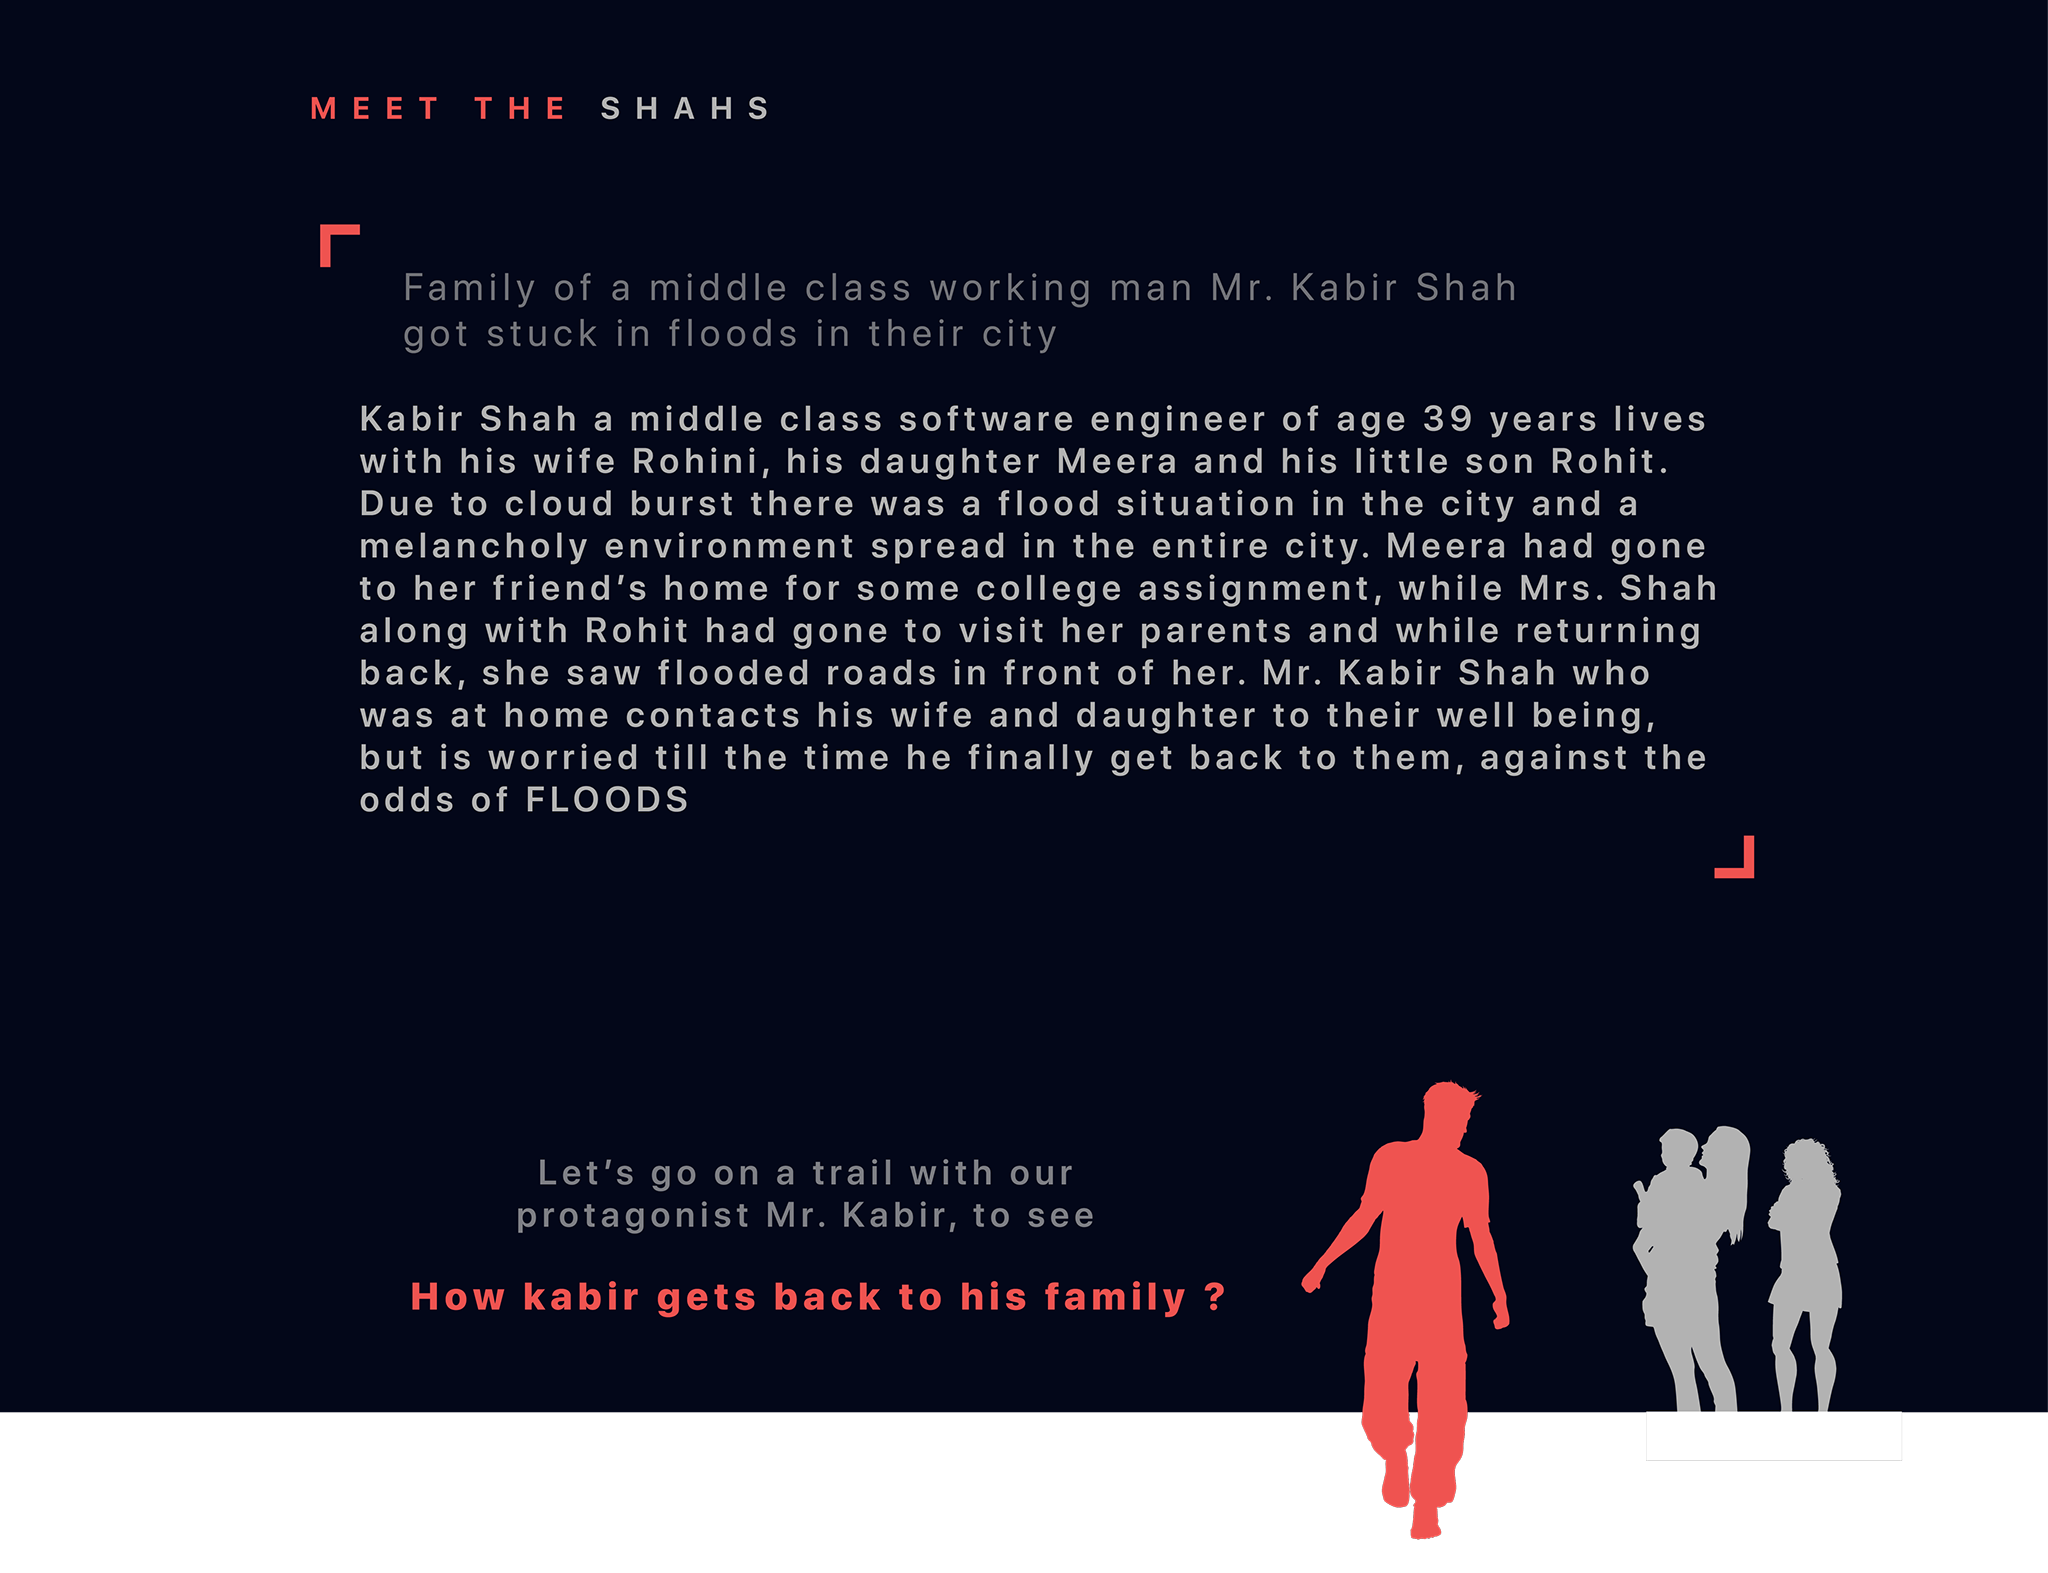 MEET THE SHAHS
Family of a middle class working man Mr. Kabir Shah
got stuck in floods in their city
Kabir Shah a middle class software engineer of age 39 years lives
with his wife Rohini, his daughter Meera and his little son Rohit.
Due to cloud burst there was a flood situation in the city and a
melancholy environment spread in the entire city. Meera had gone
to her friend’s home for some college assignment, while Mrs. Shah
along with Rohit had gone to visit her parents and while returning
back, she saw flooded roads in front of her. Mr. Kabir Shah who
was at home contacts his wife and daughter to their well being,
but is worried till the time he finally get back to them, against the
odds of FLOODS
Let’s go on a trail with our
protagonist Mr. Kabir, to see
How kabir gets back to his family ?